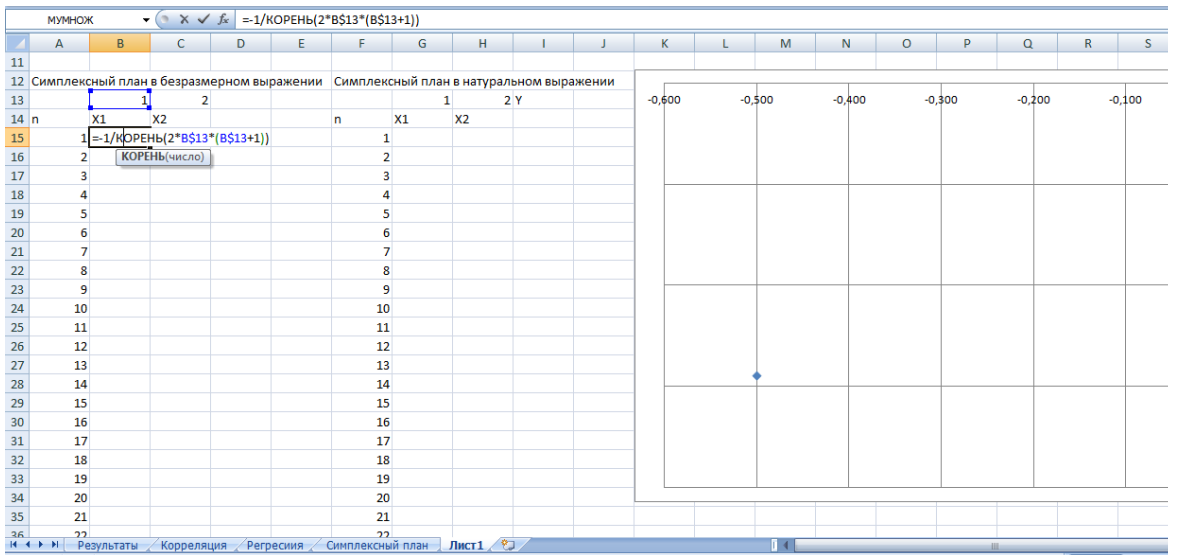 МУМНОЖ fx =-1/КОРЕНЬ(2*B$13*(B$13+1))
A B C D E F G H I J K L M N O P Q R S
11
12 Симплексный план в безразмерном выражении Симплексный план в натуральном выражении
13 1 2 1 2 Y
14 n X1 X2 n X1 X2
15 1 =-1/КОРЕНЬ(2*B$13*(B$13+1)) 1
16 2 КОРЕНЬ(число) 2
17 3 3
18 4 4
19 5 5
20 6 6
21 7 7
22 8 8
23 9 9
24 10 10
25 11 11
26 12 12
27 13 13
28 14 14
29 15 15
30 16 16
31 17 17
32 18 18
33 19 19
34 20 20
35 21 21
36 22 22
-0,600 -0,500 -0,400 -0,300 -0,200 -0,100
Результаты Корреляция Регресиия Симплексный план Лист1